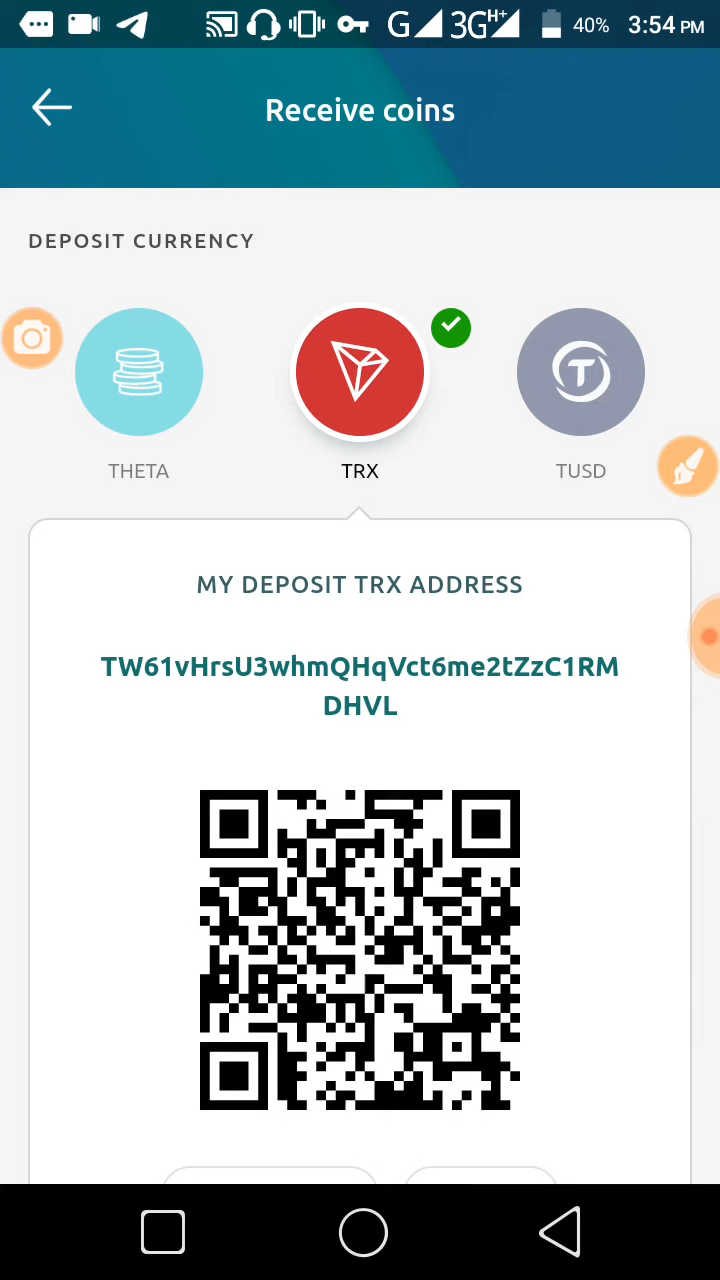 G 3G H+ 40% 3:54 PM
Receive coins
DEPOSIT CURRENCY
THETA TRX TUSD
MY DEPOSIT TRX ADDRESS
TW61vHrsU3whmQHqVct6me2tZzC1RM
DHVL